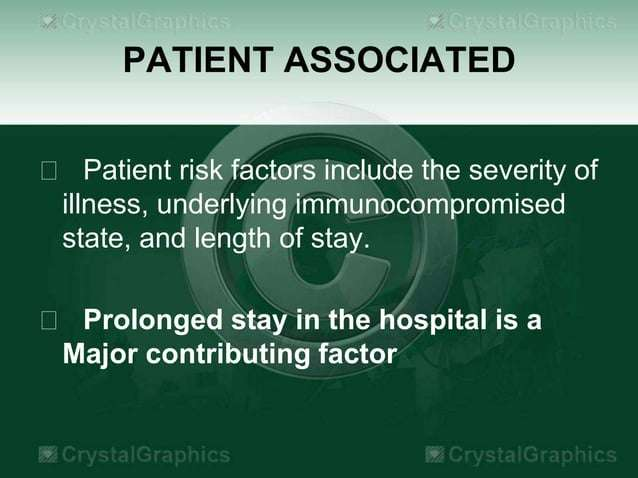 CrystalGraphics CrystalGraphics
PATIENT ASSOCIATED
Patient risk factors include the severity of
illness, underlying immunocompromised
state, and length of stay.
Prolonged stay in the hospital is a
Major contributing factor
CrystalGraphics CrystalGraphics